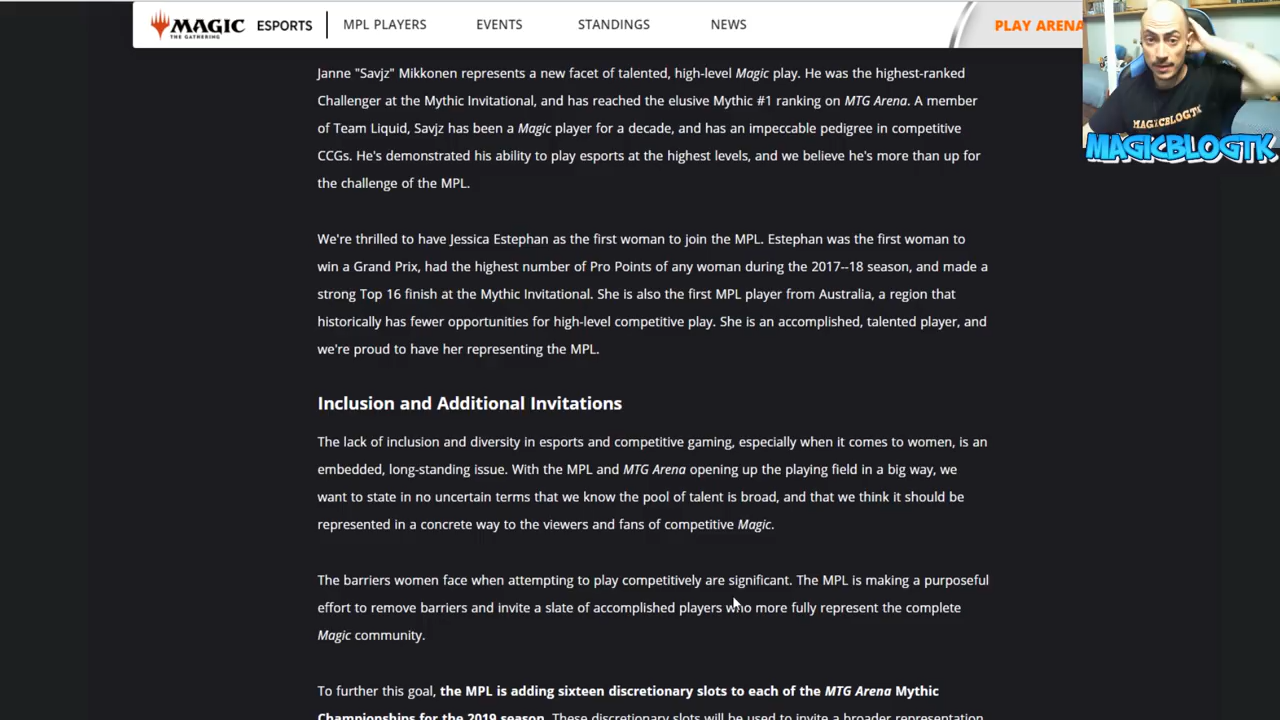 MAGIC
THE GATHERING
ESPORTS
MPL PLAYERS
EVENTS
STANDINGS
NEWS
PLAY ARENA
MAGICBLOGTK
MAGICBLOGTK
Janne "Savjz" Mikkonen represents a new facet of talented, high-level Magic play. He was the highest-ranked
Challenger at the Mythic Invitational, and has reached the elusive Mythic #1 ranking on MTG Arena. A member
of Team Liquid, Savjz has been a Magic player for a decade, and has an impeccable pedigree in competitive
CCGs. He's demonstrated his ability to play esports at the highest levels, and we believe he's more than up for
the challenge of the MPL.
We're thrilled to have Jessica Estephan as the first woman to join the MPL. Estephan was the first woman to
win a Grand Prix, had the highest number of Pro Points of any woman during the 2017--18 season, and made a
strong Top 16 finish at the Mythic Invitational. She is also the first MPL player from Australia, a region that
historically has fewer opportunities for high-level competitive play. She is an accomplished, talented player, and
we're proud to have her representing the MPL.
Inclusion and Additional Invitations
The lack of inclusion and diversity in esports and competitive gaming, especially when it comes to women, is an
embedded, long-standing issue. With the MPL and MTG Arena opening up the playing field in a big way, we
want to state in no uncertain terms that we know the pool of talent is broad, and that we think it should be
represented in a concrete way to the viewers and fans of competitive Magic.
The barriers women face when attempting to play competitively are significant. The MPL is making a purposeful
effort to remove barriers and invite a slate of accomplished players who more fully represent the complete
Magic community.
To further this goal, the MPL is adding sixteen discretionary slots to each of the MTG Arena Mythic
Championships for the 2019 season. These discretionary slots will be used to invite a broader representation